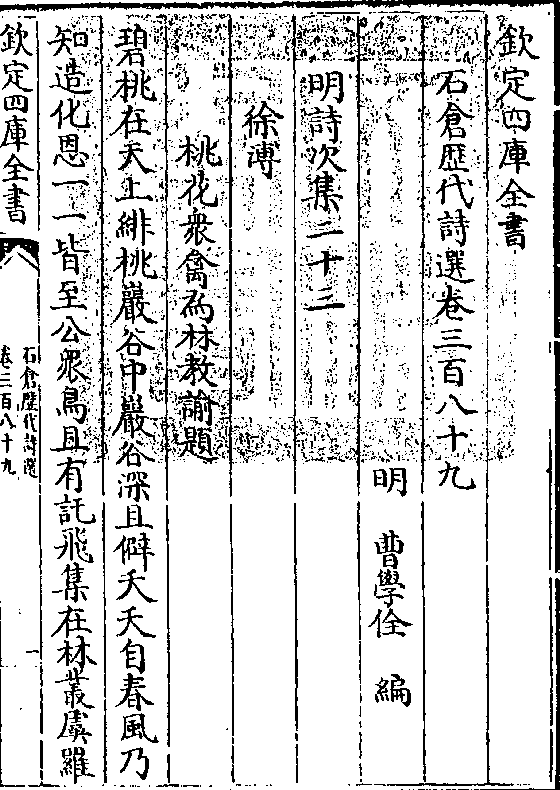 欽定四庫全書
石倉歴代詩選卷三百八十九
明　曹學佺　編
明詩次集二十三
徐溥
桃花衆禽為林教諭題
碧桃在天上緋桃巖谷中巖谷深且僻夭夭自春風乃
知造化恩一一皆至公衆鳥且有託飛集在林叢虞羅
欽定四庫全書
石倉歴代詩選
卷三百八十九
一